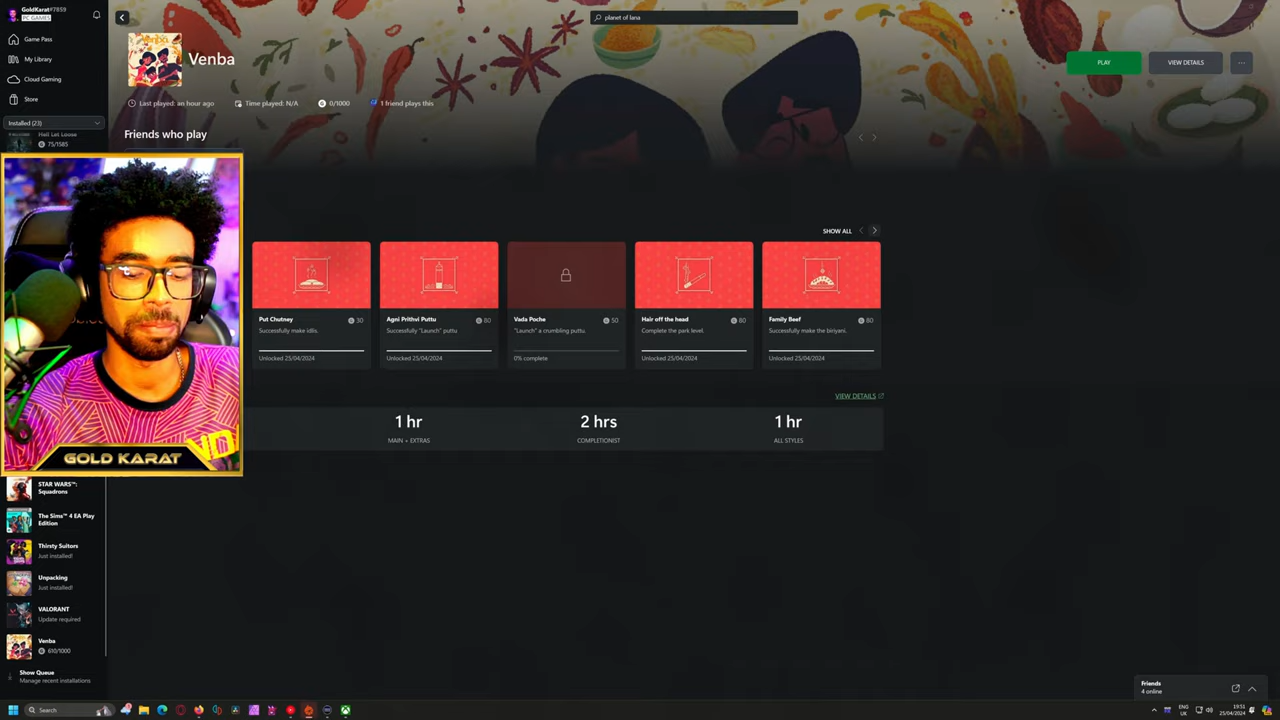 GoldKarat#7859
PC GAMES
planet of lana
Game Pass
My Library
Cloud Gaming
Store
Installed (23)
Hell Let Loose
75/1585
Venba
Venba
PLAY
VIEW DETAILS
Last played: an hour ago
Time played: N/A
0/1000
1 friend plays this
Friends who play
SHOW ALL
Put Chutney
30
Successfully make idlis.
Unlocked 25/04/2024
Agni Prithvi Puttu
80
Successfully "Launch" puttu
Unlocked 25/04/2024
Vada Poche
50
"Launch" a crumbling puttu
0% complete
Hair off the head
80
Complete the park level.
Unlocked 25/04/2024
Family Beef
80
Successfully make the biriyani.
Unlocked 25/04/2024
VIEW DETAILS
1 hr
MAIN + EXTRAS
2 hrs
COMPLETIONIST
1 hr
ALL STYLES
GOLD KARAT
STAR WARS™:
Squadrons
The Sims™ 4 EA Play
Edition
Thirsty Suitors
Just installed!
Unpacking
Just installed!
VALORANT
Update required
Venba
610/1000
Show Queue
Manage recent installations
Friends
4 online
Search
ENG
UK
19:51
25/04/2024